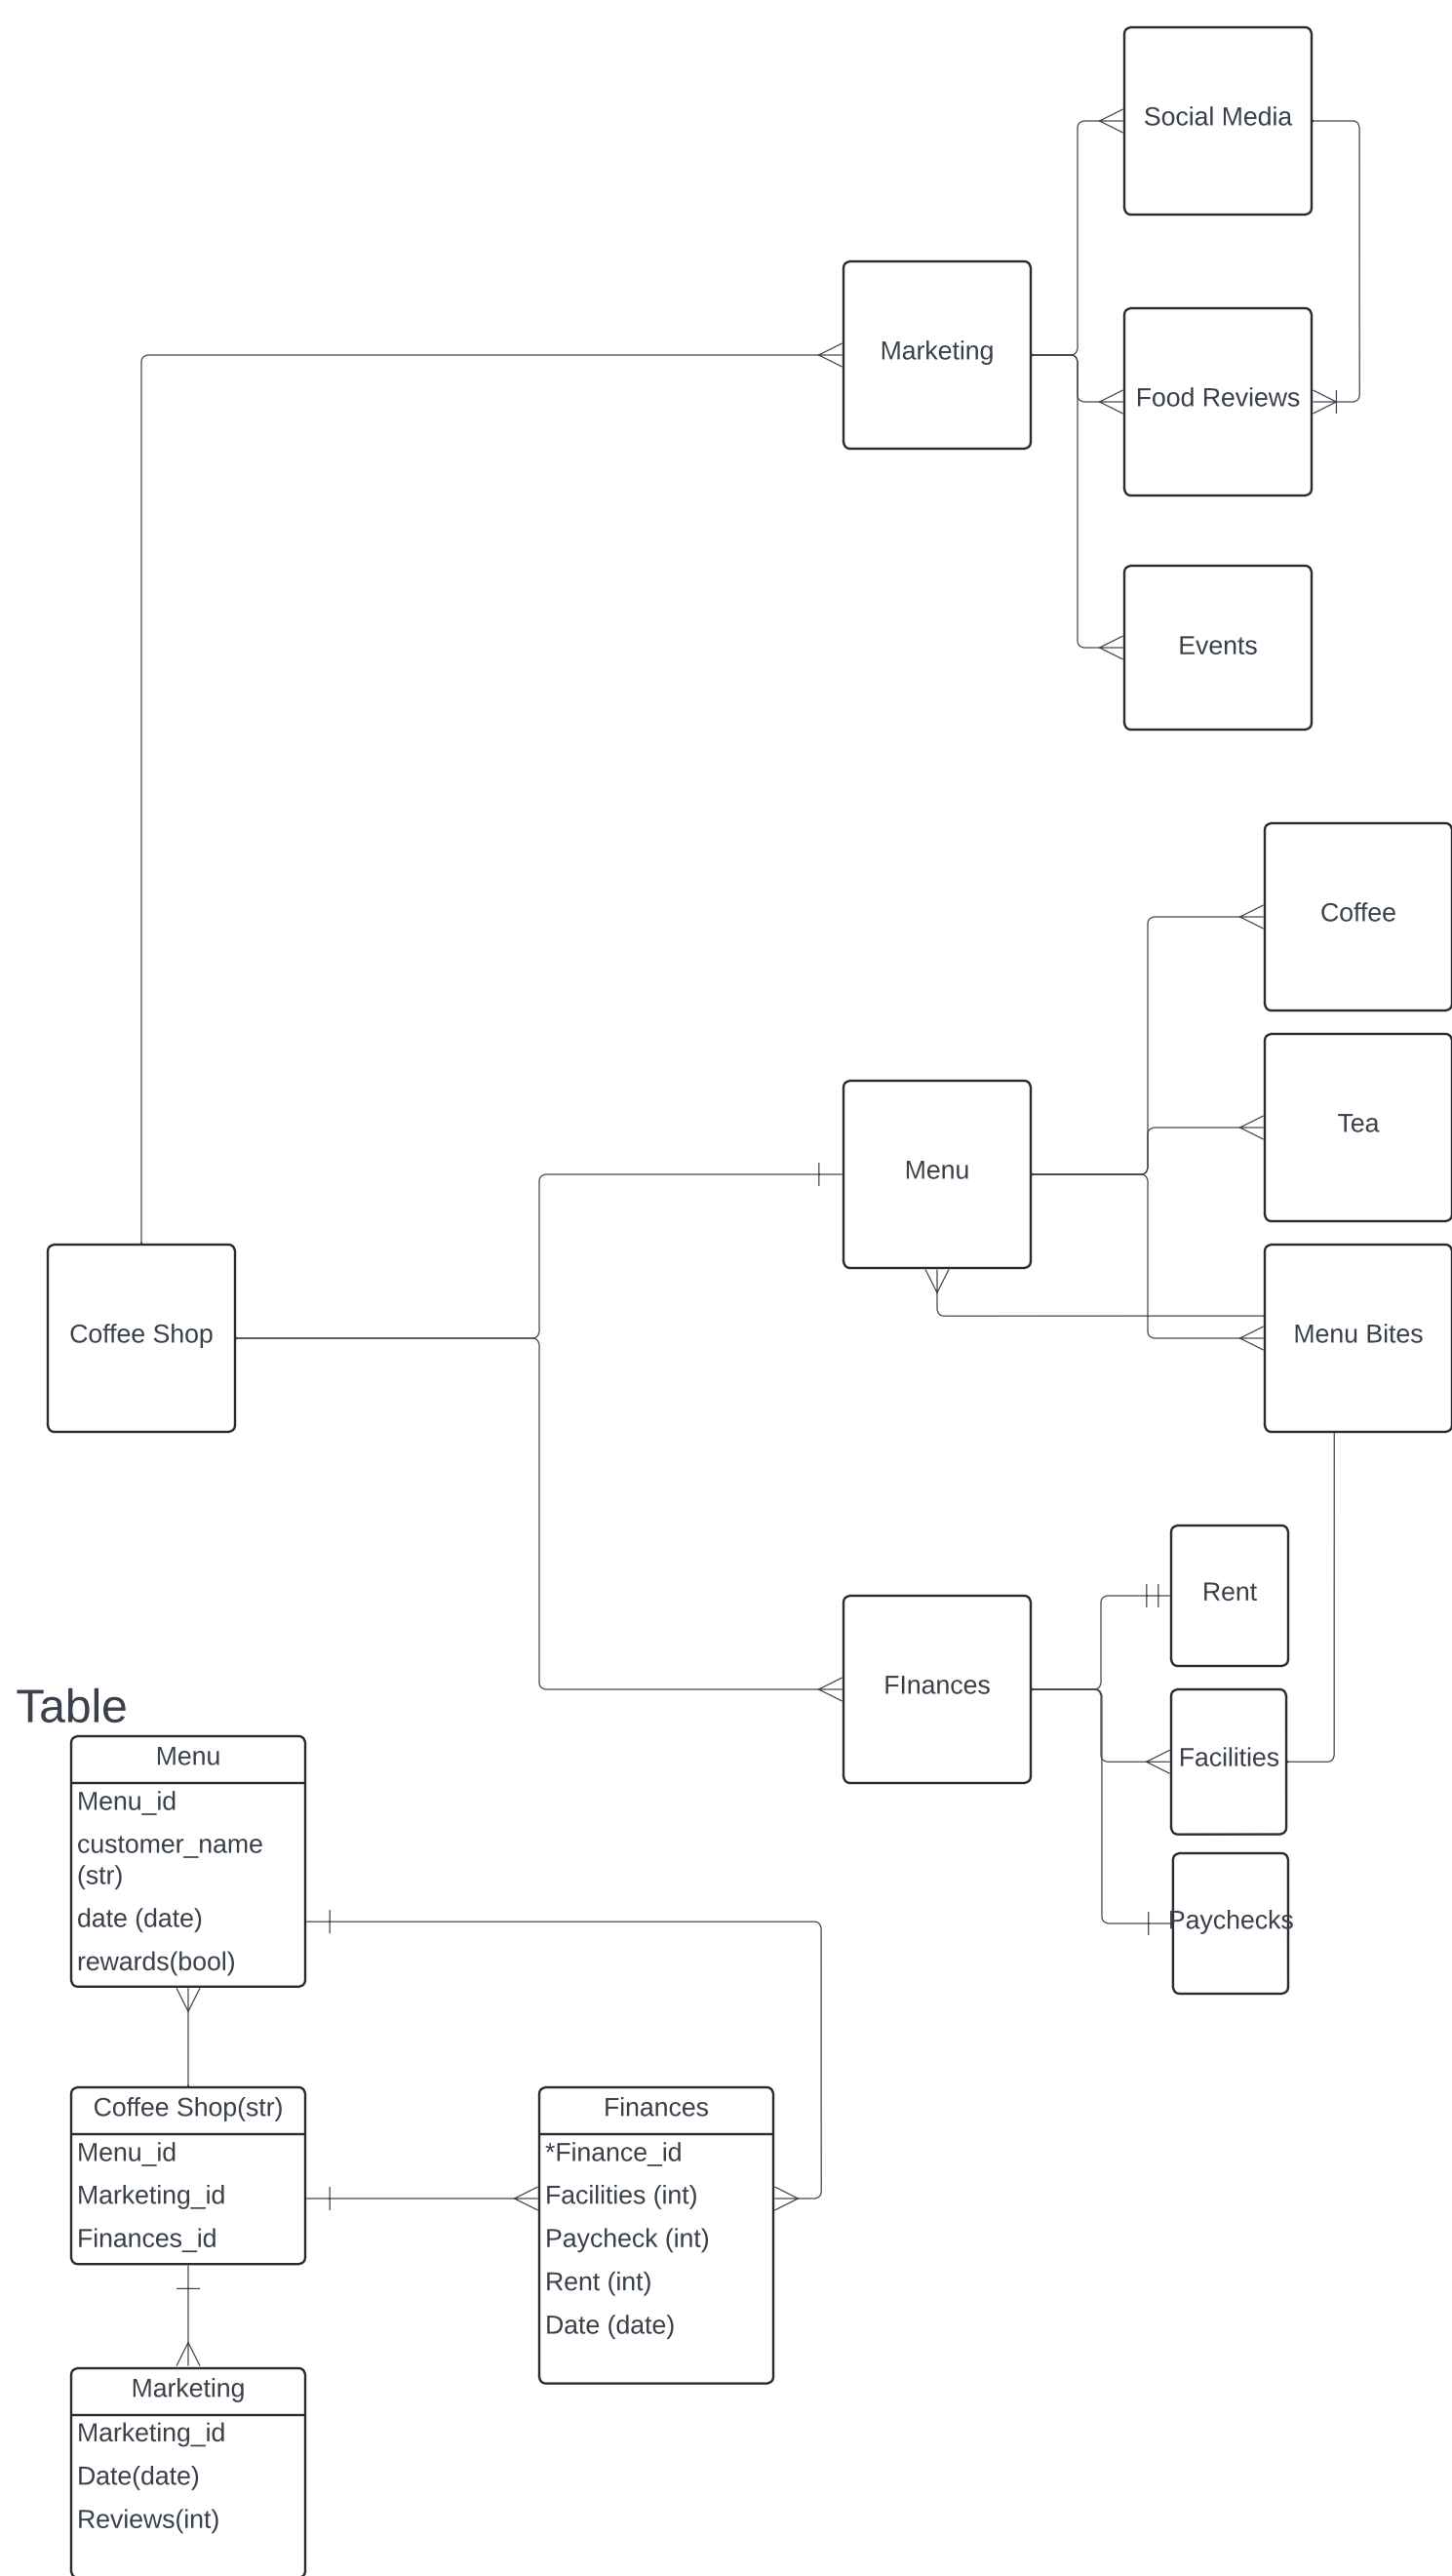 Social Media
Marketing
Food Reviews
Events
Coffee
Tea
Menu
Coffee Shop
Menu Bites
Rent
FInances
Facilities
Paychecks
Table
Menu
Menu_id
customer_name
(str)
date (date)
rewards(bool)
Coffee Shop(str)
Menu_id
Marketing_id
Finances_id
Finances
*Finance_id
Facilities (int)
Paycheck (int)
Rent (int)
Date (date)
Marketing
Marketing_id
Date(date)
Reviews(int)